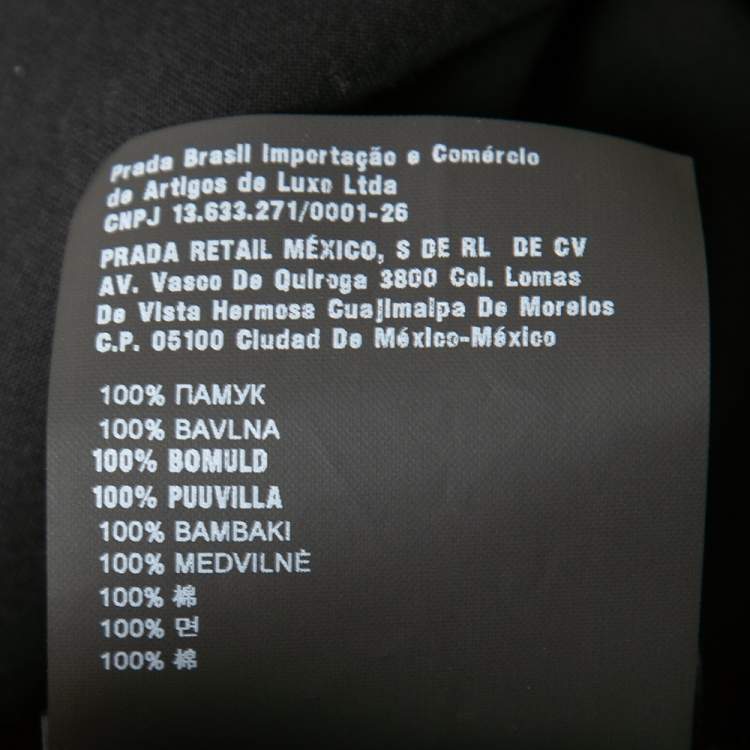 Prada Brasil Importação e Comércio
de Artigos de Luxo Ltda
CNPJ 13.633.271/0001-26
PRADA RETAIL MÉXICO, S DE RL DE CV
AV. Vasco De Quiroga 3800 Col. Lomas
De Vista Hermosa Cuajimalpa De Morelos
C.P. 05100 Ciudad De México-México
100% ПАМУК
100% BAVLNA
100% BOMULD
100% PUUVILLA
100% BAMBAKI
100% MEDVILNĖ
100% 棉
100% 면
100% 棉